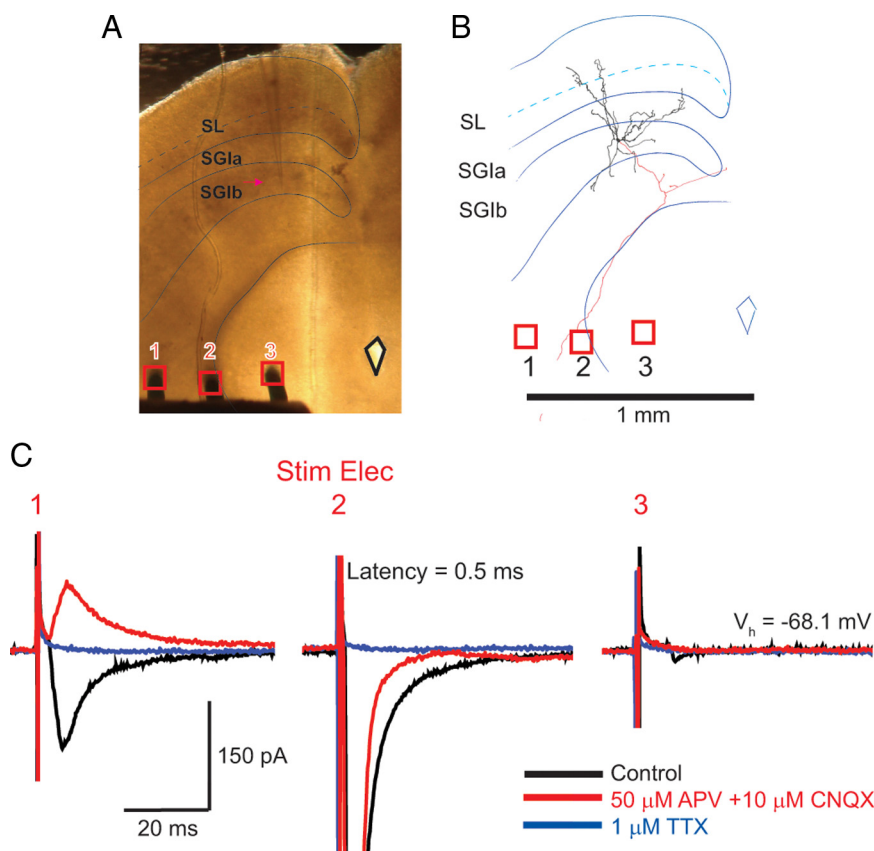 A
SL
SGIa
SGIb
1 2 3
B
SL
SGIa
SGIb
1 2 3
1 mm
C
Stim Elec
1 2 3
Latency = 0.5 ms
Vh = -68.1 mV
150 pA
20 ms
Control
50 μM APV +10 μM CNQX
1 μM TTX